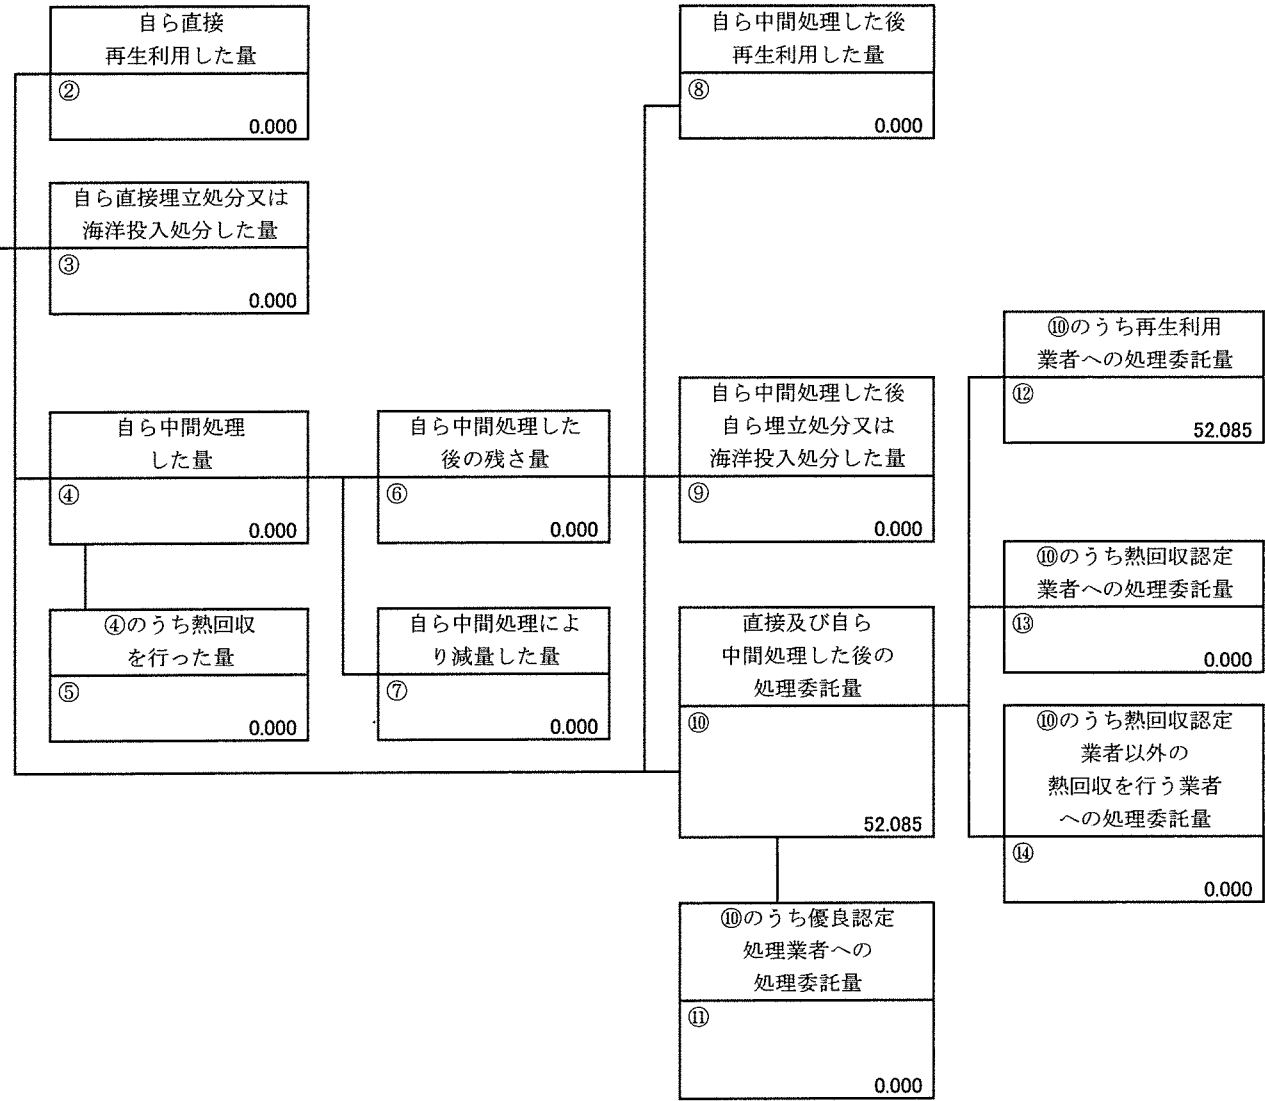 自ら直接
再生利用した量
②
0.000
自ら直接埋立処分又は
海洋投入処分した量
③
0.000
自ら中間処理
した量
④
0.000
④のうち熱回収
を行った量
⑤
0.000
自ら中間処理した
後の残さ量
⑥
0.000
自ら中間処理によ
り減量した量
⑦
0.000
自ら中間処理した後
再生利用した量
⑧
0.000
自ら中間処理した後
自ら埋立処分又は
海洋投入処分した量
⑨
0.000
直接及び自ら
中間処理した後の
処理委託量
⑩
52.085
⑩のうち優良認定
処理業者への
処理委託量
⑪
0.000
⑩のうち再生利用
業者への処理委託量
⑫
52.085
⑩のうち熱回収認定
業者への処理委託量
⑬
0.000
⑩のうち熱回収認定
業者以外の
熱回収を行う業者
への処理委託量
⑭
0.000